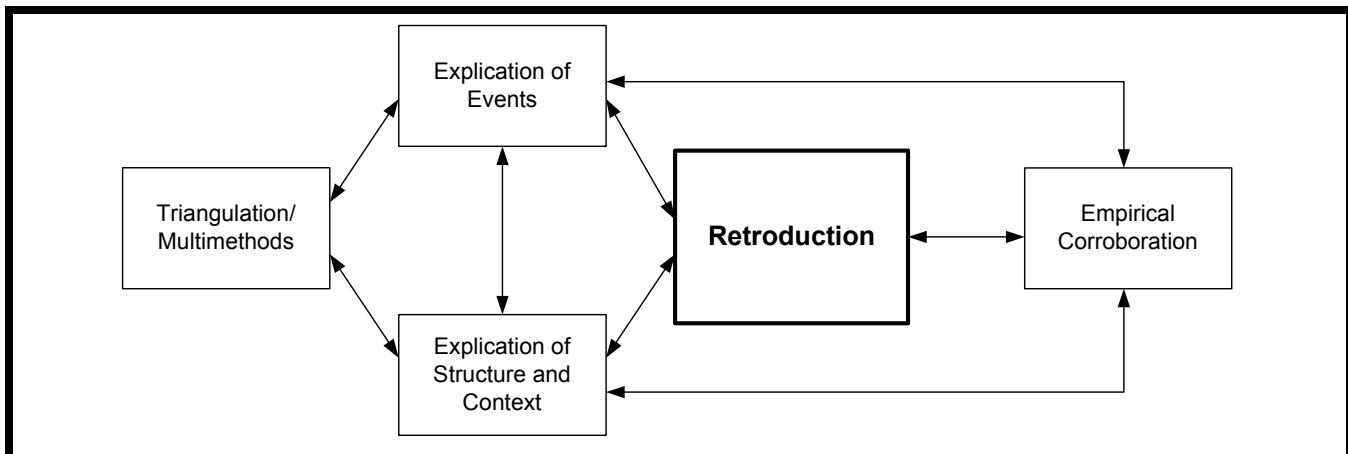 Explication of
Events
Triangulation/
Multimethods
Retroduction
Empirical
Corroboration
Explication of
Structure and
Context